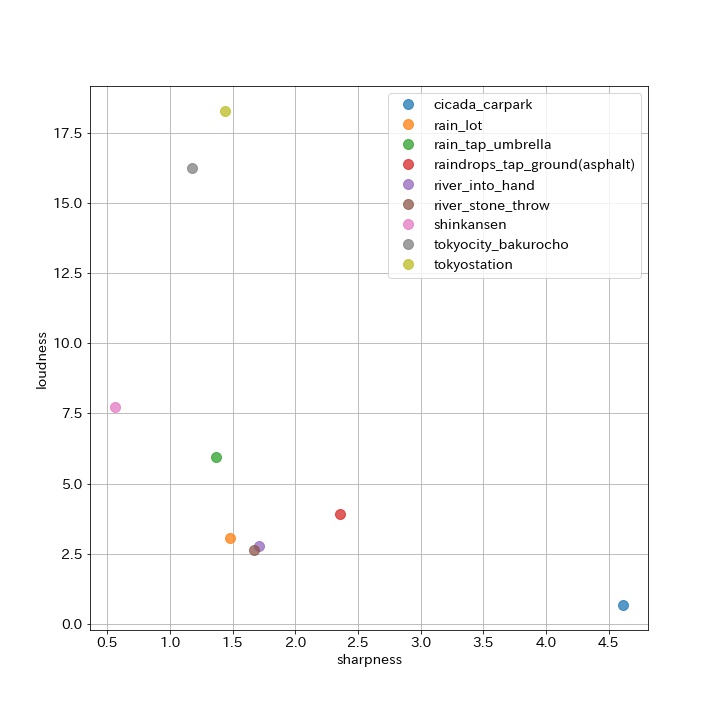 cicada_carpark
rain_lot
rain_tap_umbrella
raindrops_tap_ground(asphalt)
river_into_hand
river_stone_throw
shinkansen
tokyocity_bakurocho
tokyostation
17.5
15.0
12.5
10.0
7.5
5.0
2.5
0.0
loudness
0.5 1.0 1.5 2.0 2.5 3.0 3.5 4.0 4.5
sharpness